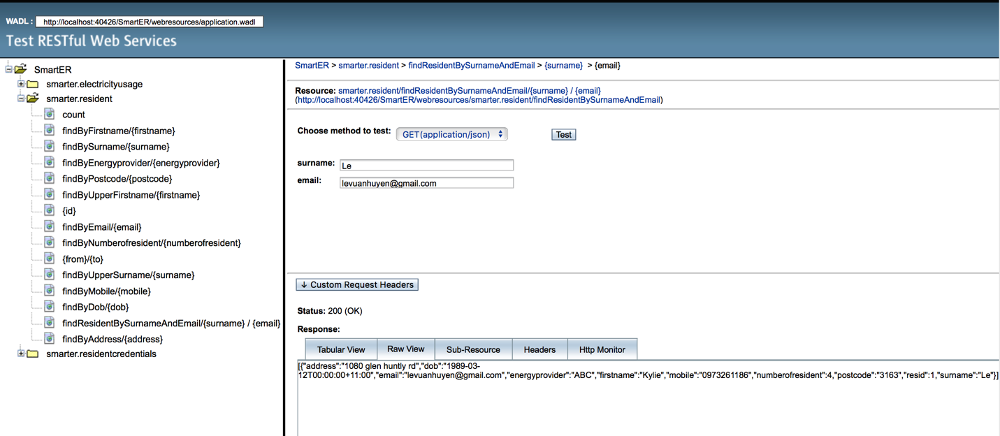 WADL : http://localhost:40426/SmartER/webresources/application.wadl
Test RESTful Web Services
SmartER
smarter.electricityusage
smarter.resident
count
findByFirstname/{firstname}
findBySurname/{surname}
findByEnergyprovider/{energyprovider}
findByPostcode/{postcode}
findByUpperFirstname/{firstname}
{id}
findByEmail/{email}
findByNumberofresident/{numberofresident}
{from}/{to}
findByUpperSurname/{surname}
findByMobile/{mobile}
findByDob/{dob}
findResidentBySurnameAndEmail/{surname} / {email}
findByAddress/{address}
smarter.residentcredentials
SmartER > smarter.resident > findResidentBySurnameAndEmail > {surname} > {email}
Resource: smarter.resident/findResidentBySurnameAndEmail/{surname} / {email}
(http://localhost:40426/SmartER/webresources/smarter.resident/findResidentBySurnameAndEmail)
Choose method to test: GET(application/json) Test
surname: Le
email: levuanhuyen@gmail.com
↓ Custom Request Headers
Status: 200 (OK)
Response:
Tabular View Raw View Sub-Resource Headers Http Monitor
[{"address":"1080 glen huntly rd","dob":"1989-03-
12T00:00:00+11:00","email":"levuanhuyen@gmail.com","energyprovider":"ABC","firstname":"Kylie","mobile":"0973261186","numberofresident":4,"postcode":"3163","resid":1,"surname":"Le"}]